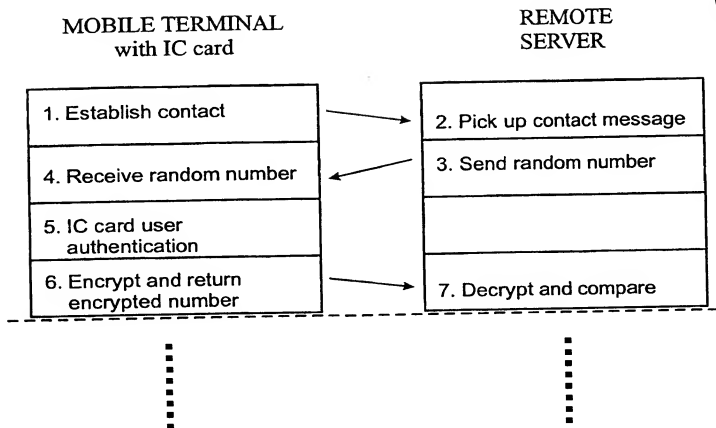 MOBILE TERMINAL
with IC card
REMOTE
SERVER
1. Establish contact
2. Pick up contact message
3. Send random number
4. Receive random number
5. IC card user
authentication
6. Encrypt and return
encrypted number
7. Decrypt and compare